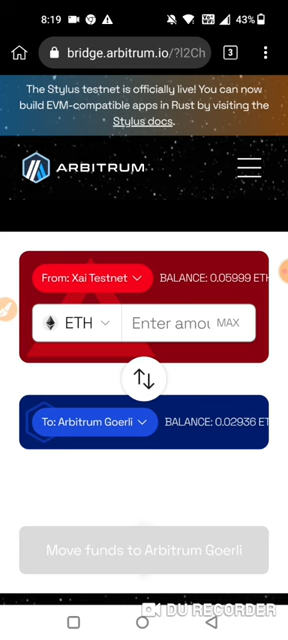 8:19
43%
bridge.arbitrum.io/?l2Ch
3
The Stylus testnet is officially live! You can now
build EVM-compatible apps in Rust by visiting the
Stylus docs.
ARBITRUM
From: Xai Testnet
BALANCE: 0.05999 ETH
ETH
Enter amou
MAX
To: Arbitrum Goerli
BALANCE: 0.02936 ET
Move funds to Arbitrum Goerli
DU RECORDER